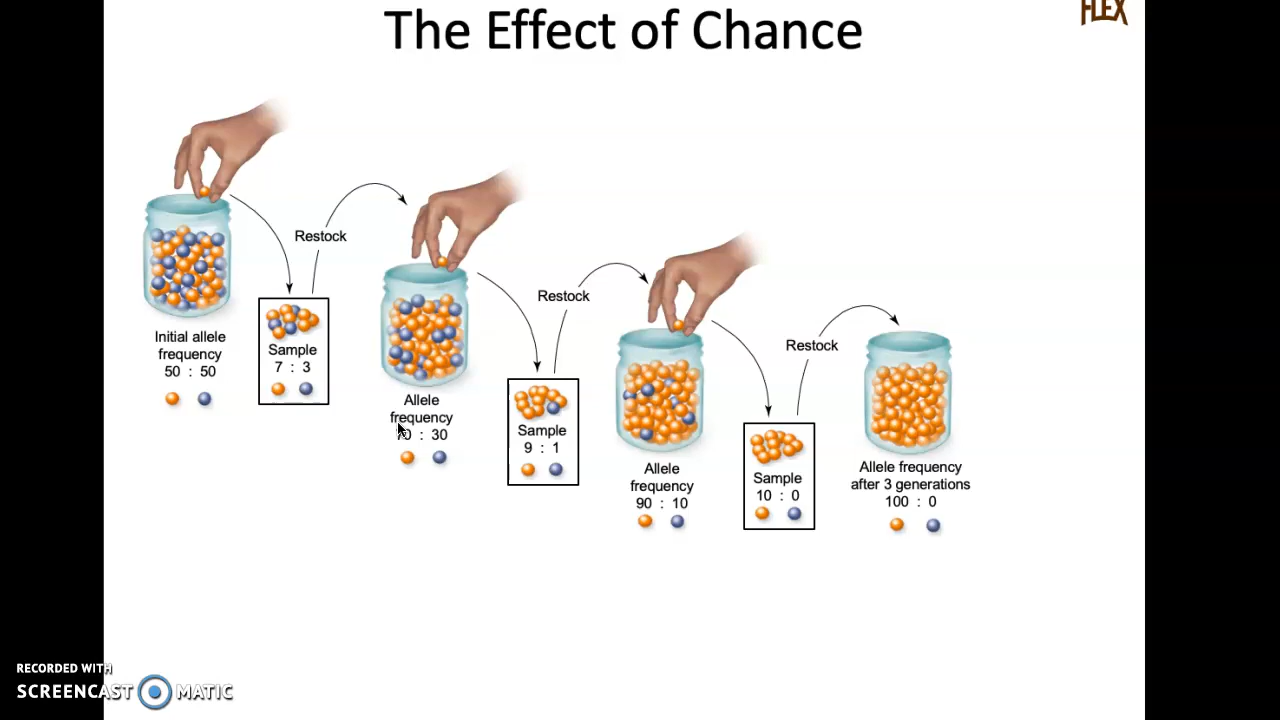 The Effect of Chance
FLEX
Restock
Initial allele
frequency
50 : 50
Sample
7 : 3
Restock
Allele
frequency
70 : 30
Sample
9 : 1
Restock
Allele
frequency
90 : 10
Sample
10 : 0
Allele frequency
after 3 generations
100 : 0
RECORDED WITH
SCREENCAST MATIC